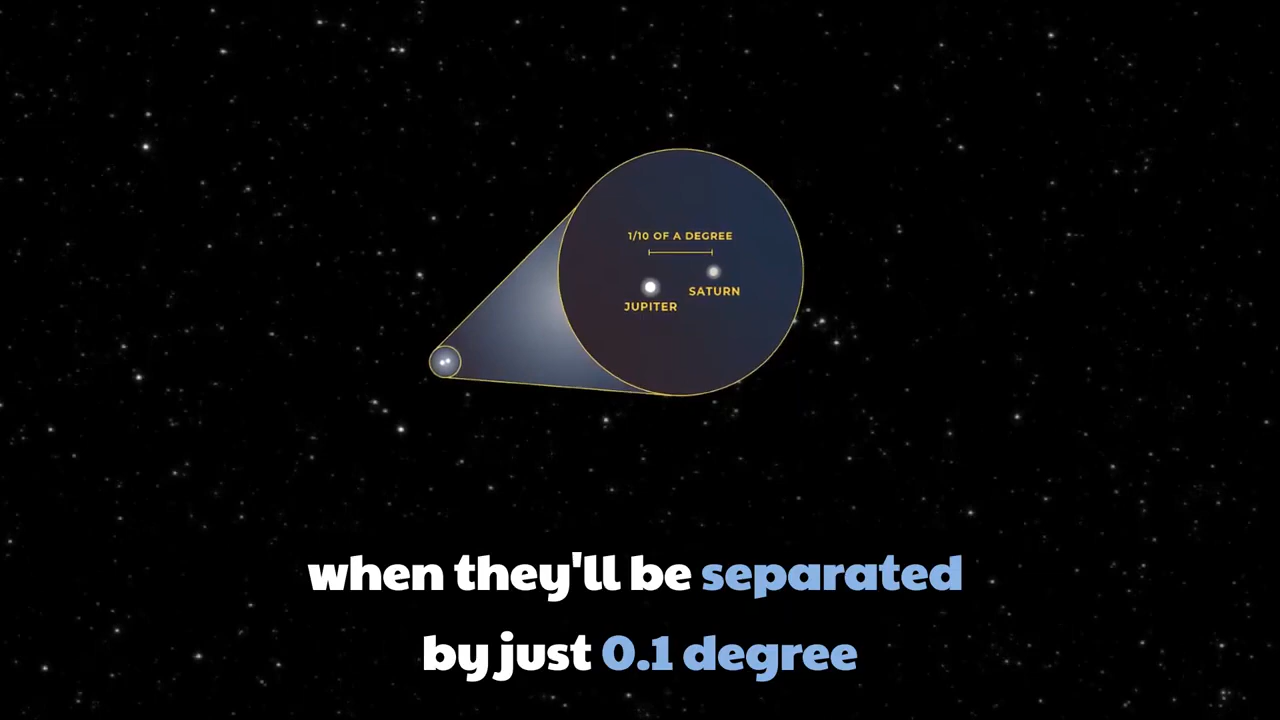 1/10 OF A DEGREE
SATURN
JUPITER
when they'll be separated
by just 0.1 degree